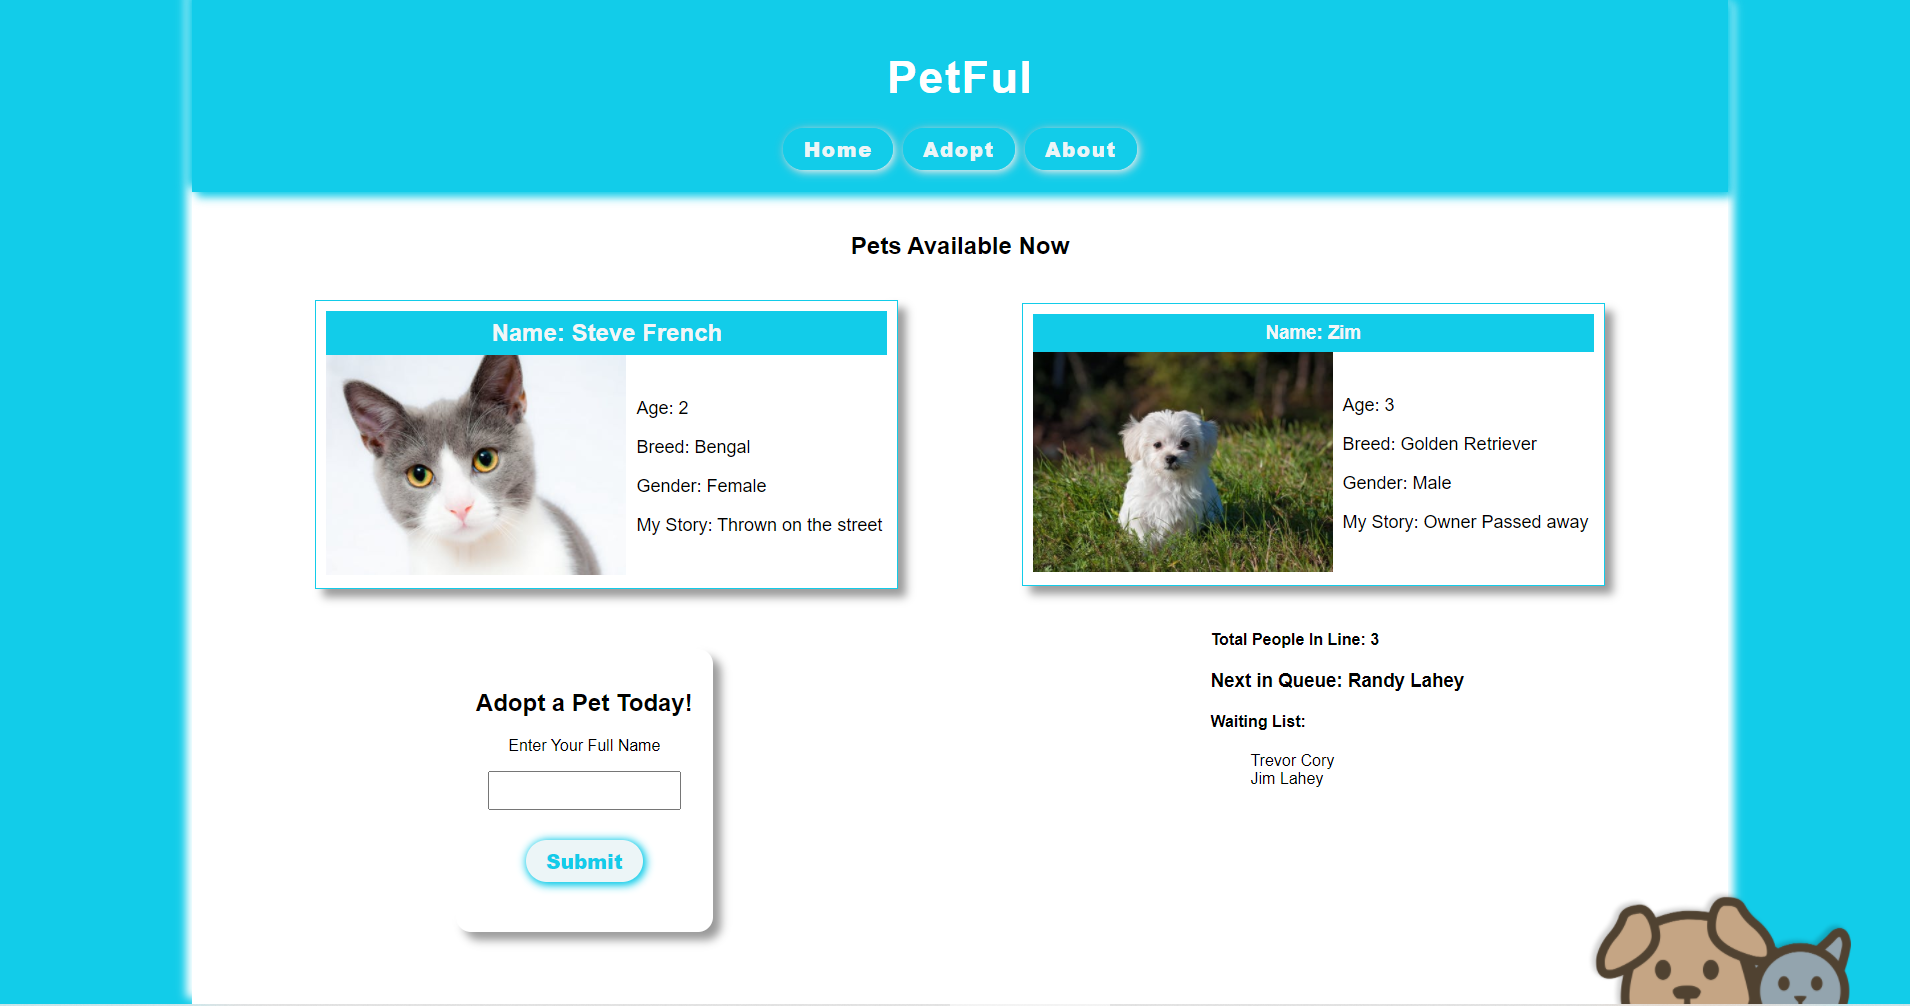 PetFul
Home Adopt About
Pets Available Now
Name: Steve French
Age: 2
Breed: Bengal
Gender: Female
My Story: Thrown on the street
Name: Zim
Age: 3
Breed: Golden Retriever
Gender: Male
My Story: Owner Passed away
Adopt a Pet Today!
Enter Your Full Name
Submit
Total People In Line: 3
Next in Queue: Randy Lahey
Waiting List:
Trevor Cory
Jim Lahey